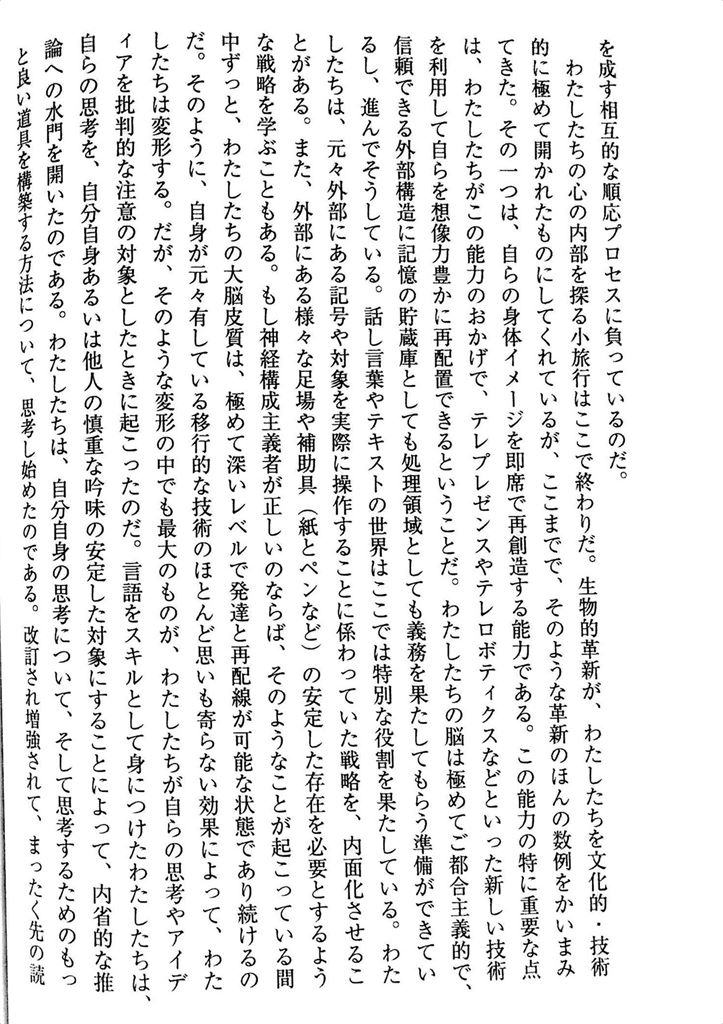 を成す相互的な順応プロセスに負っているのだ。
わたしたちの心の内部を探る小旅行はここで終わりだ。生物的革新が、わたしたちを文化的・技術
的に極めて開かれたものにしてくれているが、ここまでで、そのような革新のほんの数例をかいまみ
てきた。その一つは、自らの身体イメージを即席で再創造する能力である。この能力の特に重要な点
は、わたしたちがこの能力のおかげで、テレプレゼンスやテレロボティクスなどといった新しい技術
を利用して自らを想像力豊かに再配置できるということだ。わたしたちの脳は極めてご都合主義的で、
信頼できる外部構造に記憶の貯蔵庫としても処理領域としても義務を果たしてもらう準備ができてい
るし、進んでそうしている。話し言葉やテキストの世界はここでは特別な役割を果たしている。わた
したちは、元々外部にある記号や対象を実際に操作することに係わっていた戦略を、内面化させるこ
とがある。また、外部にある様々な足場や補助具（紙とペンなど）の安定した存在を必要とするよう
な戦略を学ぶこともある。もし神経構成主義者が正しいのならば、そのようなことが起こっている間
中ずっと、わたしたちの大脳皮質は、極めて深いレベルで発達と再配線が可能な状態であり続けるの
だ。そのように、自身が元々有している移行的な技術のほとんど思いも寄らない効果によって、わた
したちは変形する。だが、そのような変形の中でも最大のものが、わたしたちが自らの思考やアイデ
ィアを批判的な注意の対象としたときに起こったのだ。言語をスキルとして身につけたわたしたちは、
自らの思考を、自分自身あるいは他人の慎重な吟味の安定した対象にすることによって、内省的な推
論への水門を開いたのである。わたしたちは、自分自身の思考について、そして思考するためのもっ
と良い道具を構築する方法について、思考し始めたのである。改訂され増強されて、まったく先の読